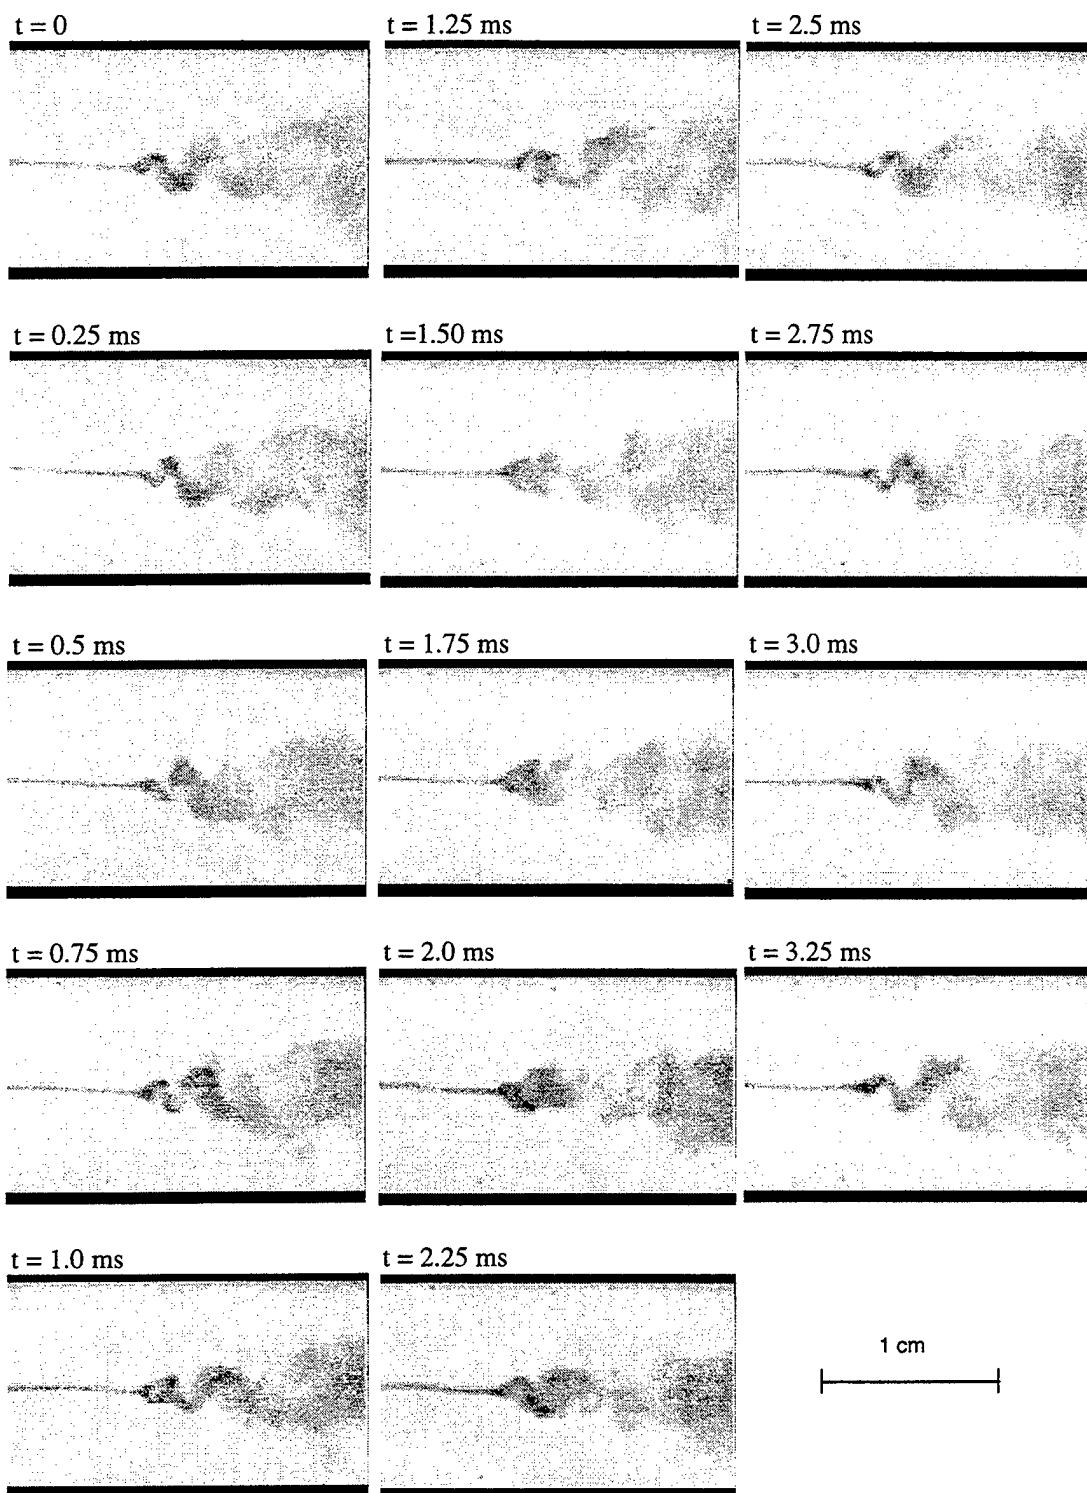 t = 0
t = 1.25 ms
t = 2.5 ms
t = 0.25 ms
t =1.50 ms
t = 2.75 ms
t = 0.5 ms
t = 1.75 ms
t = 3.0 ms
t = 0.75 ms
t = 2.0 ms
t = 3.25 ms
t = 1.0 ms
t = 2.25 ms
1 cm